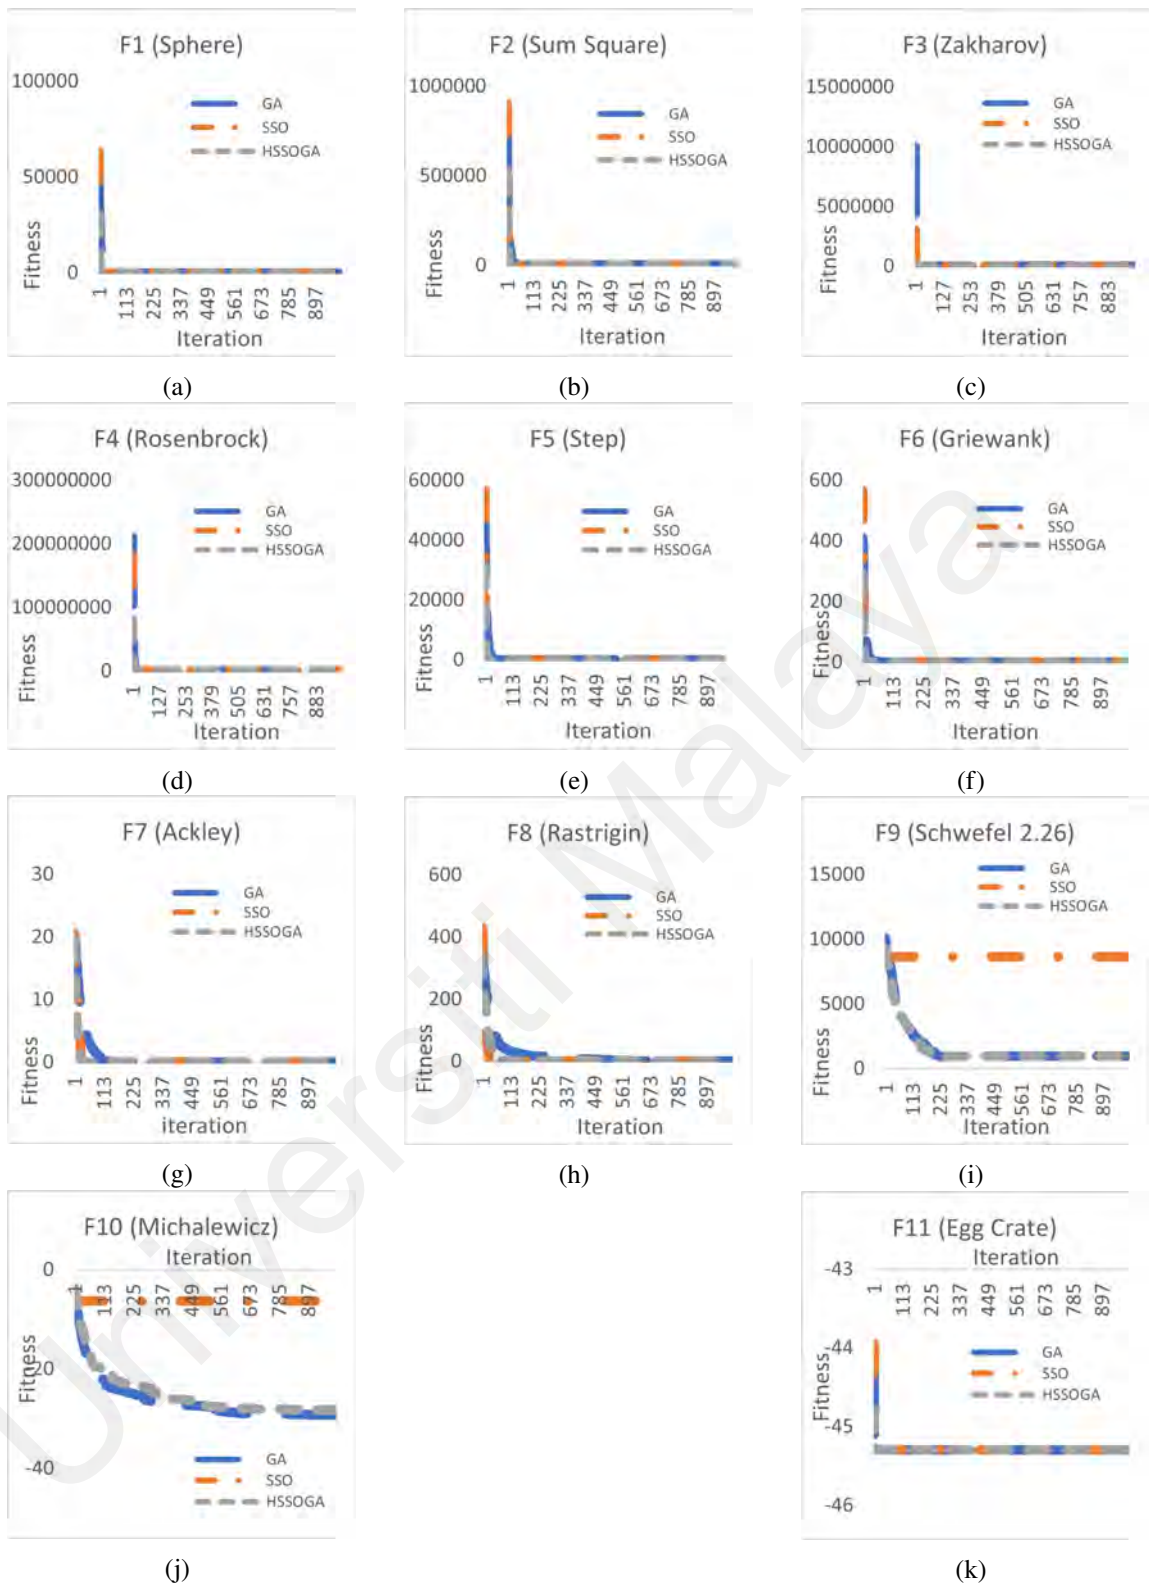 F1 (Sphere)
100000
50000
0
Fitness
GA
SSO
HSSOGA
1
113
225
337
449
561
673
785
897
Iteration
(a)
F2 (Sum Square)
1000000
500000
0
Fitness
GA
SSO
HSSOGA
1
113
225
337
449
561
673
785
897
Iteration
(b)
F3 (Zakharov)
15000000
10000000
5000000
0
Fitness
GA
SSO
HSSOGA
1
127
253
379
505
631
757
883
Iteration
(c)
F4 (Rosenbrock)
300000000
200000000
100000000
0
Fitness
GA
SSO
HSSOGA
1
127
253
379
505
631
757
883
Iteration
(d)
F5 (Step)
60000
40000
20000
0
Fitness
GA
SSO
HSSOGA
1
113
225
337
449
561
673
785
897
Iteration
(e)
F6 (Griewank)
600
400
200
0
Fitness
GA
SSO
HSSOGA
1
113
225
337
449
561
673
785
897
Iteration
(f)
F7 (Ackley)
30
20
10
0
Fitness
GA
SSO
HSSOGA
1
113
225
337
449
561
673
785
897
iteration
(g)
F8 (Rastrigin)
600
400
200
0
Fitness
GA
SSO
HSSOGA
1
113
225
337
449
561
673
785
897
Iteration
(h)
F9 (Schwefel 2.26)
15000
10000
5000
0
Fitness
GA
SSO
HSSOGA
1
113
225
337
449
561
673
785
897
Iteration
(i)
F10 (Michalewicz)
Iteration
0
-20
-40
Fitness
1
113
225
337
449
561
673
785
897
GA
SSO
HSSOGA
(j)
F11 (Egg Crate)
Iteration
-43
-44
-45
-46
Fitness
1
113
225
337
449
561
673
785
897
GA
SSO
HSSOGA
(k)
Universiti Malaya